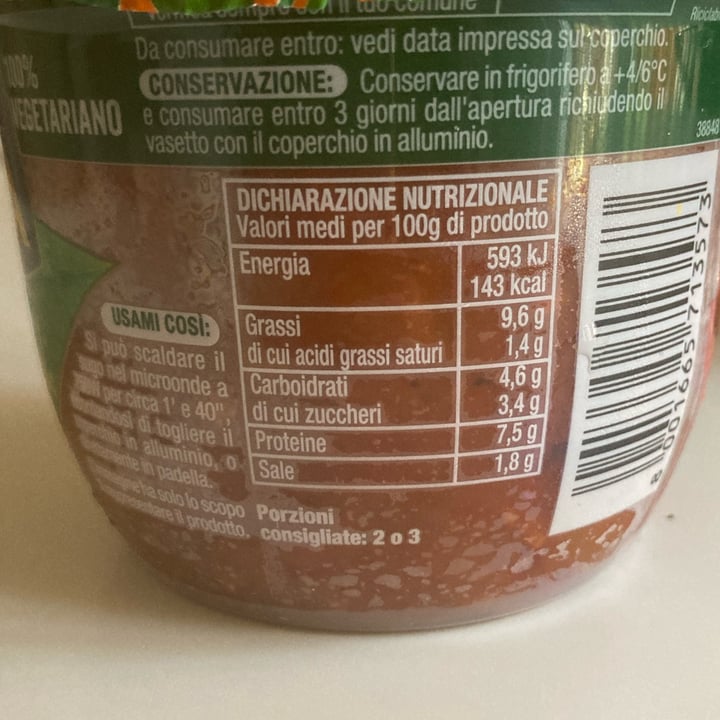 Da consumare entro: vedi data impressa sul coperchio.
CONSERVAZIONE: Conservare in frigorifero a +4/6°C
e consumare entro 3 giorni dall'apertura richiudendo il
vasetto con il coperchio in alluminio.
100%
VEGETARIANO
38848
DICHIARAZIONE NUTRIZIONALE
Valori medi per 100g di prodotto
Energia 593 kJ
143 kcal
Grassi 9,6 g
di cui acidi grassi saturi 1,4 g
Carboidrati 4,6 g
di cui zuccheri 3,4 g
Proteine 7,5 g
Sale 1,8 g
Porzioni
consigliate: 2 o 3
USAMI COSÌ:
Si può scaldare il
sugo nel microonde a
per circa 1' e 40",
di togliere il
in alluminio, o
in padella.
ha solo lo scopo
il prodotto.
8 001665 713573